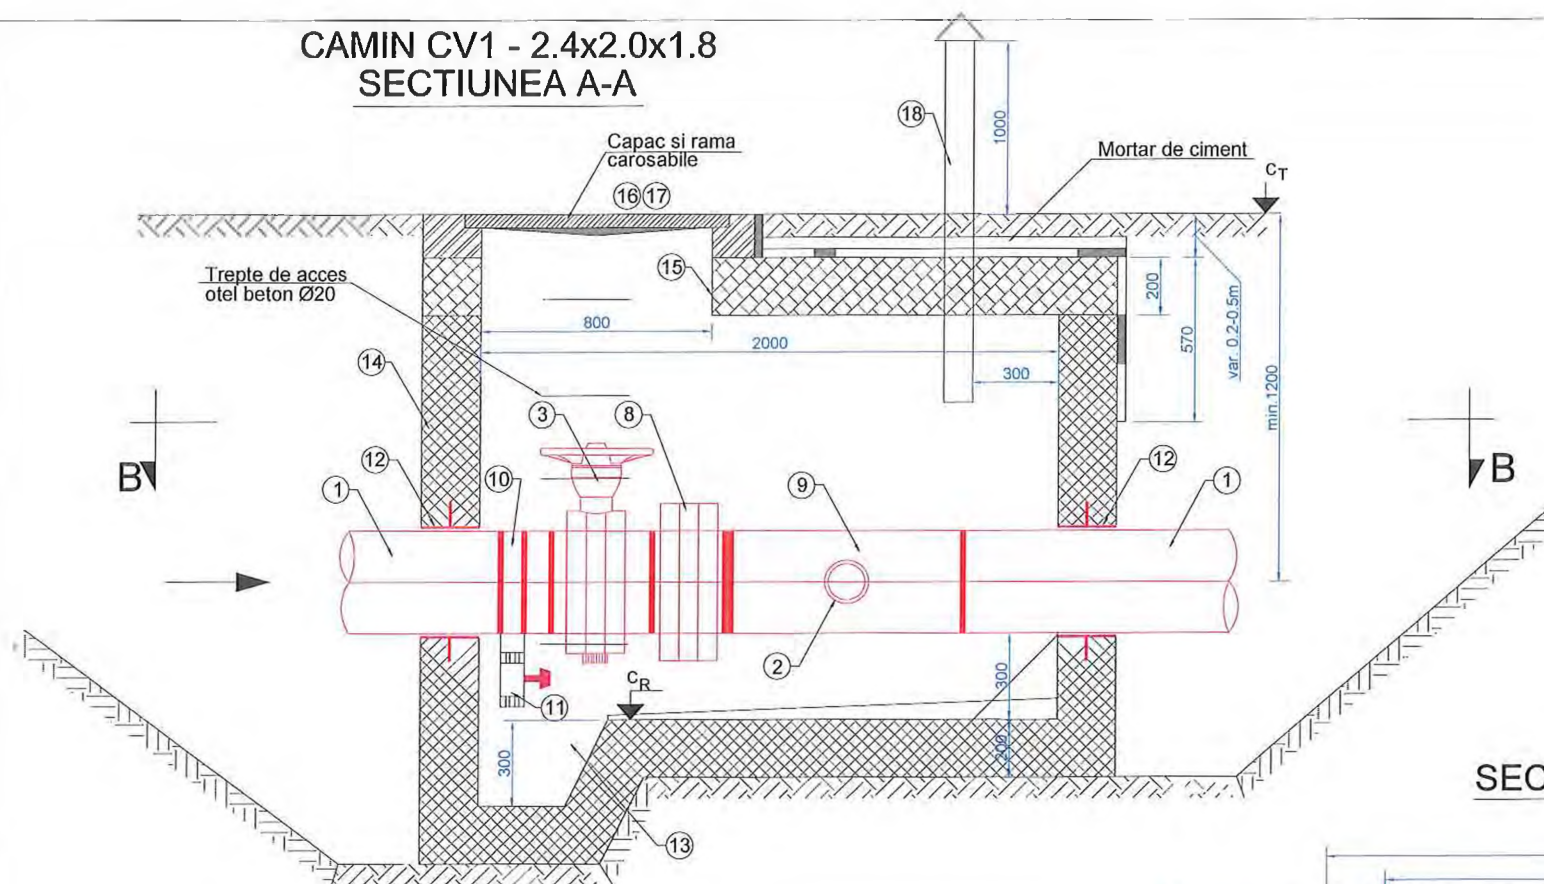 CAMIN CV1 - 2.4x2.0x1.8
SECTIUNEA A-A
18
1000
Capac si rama
carosabile
16 17
Mortar de ciment
CT
Trepte de acces
otel beton Ø20
15
200
570
var. 0.2-0.5m
min.1200
800
2000
300
14
3
8
B
B
12
10
9
12
1
1
2
CR
11
300
300
200
13
SEC